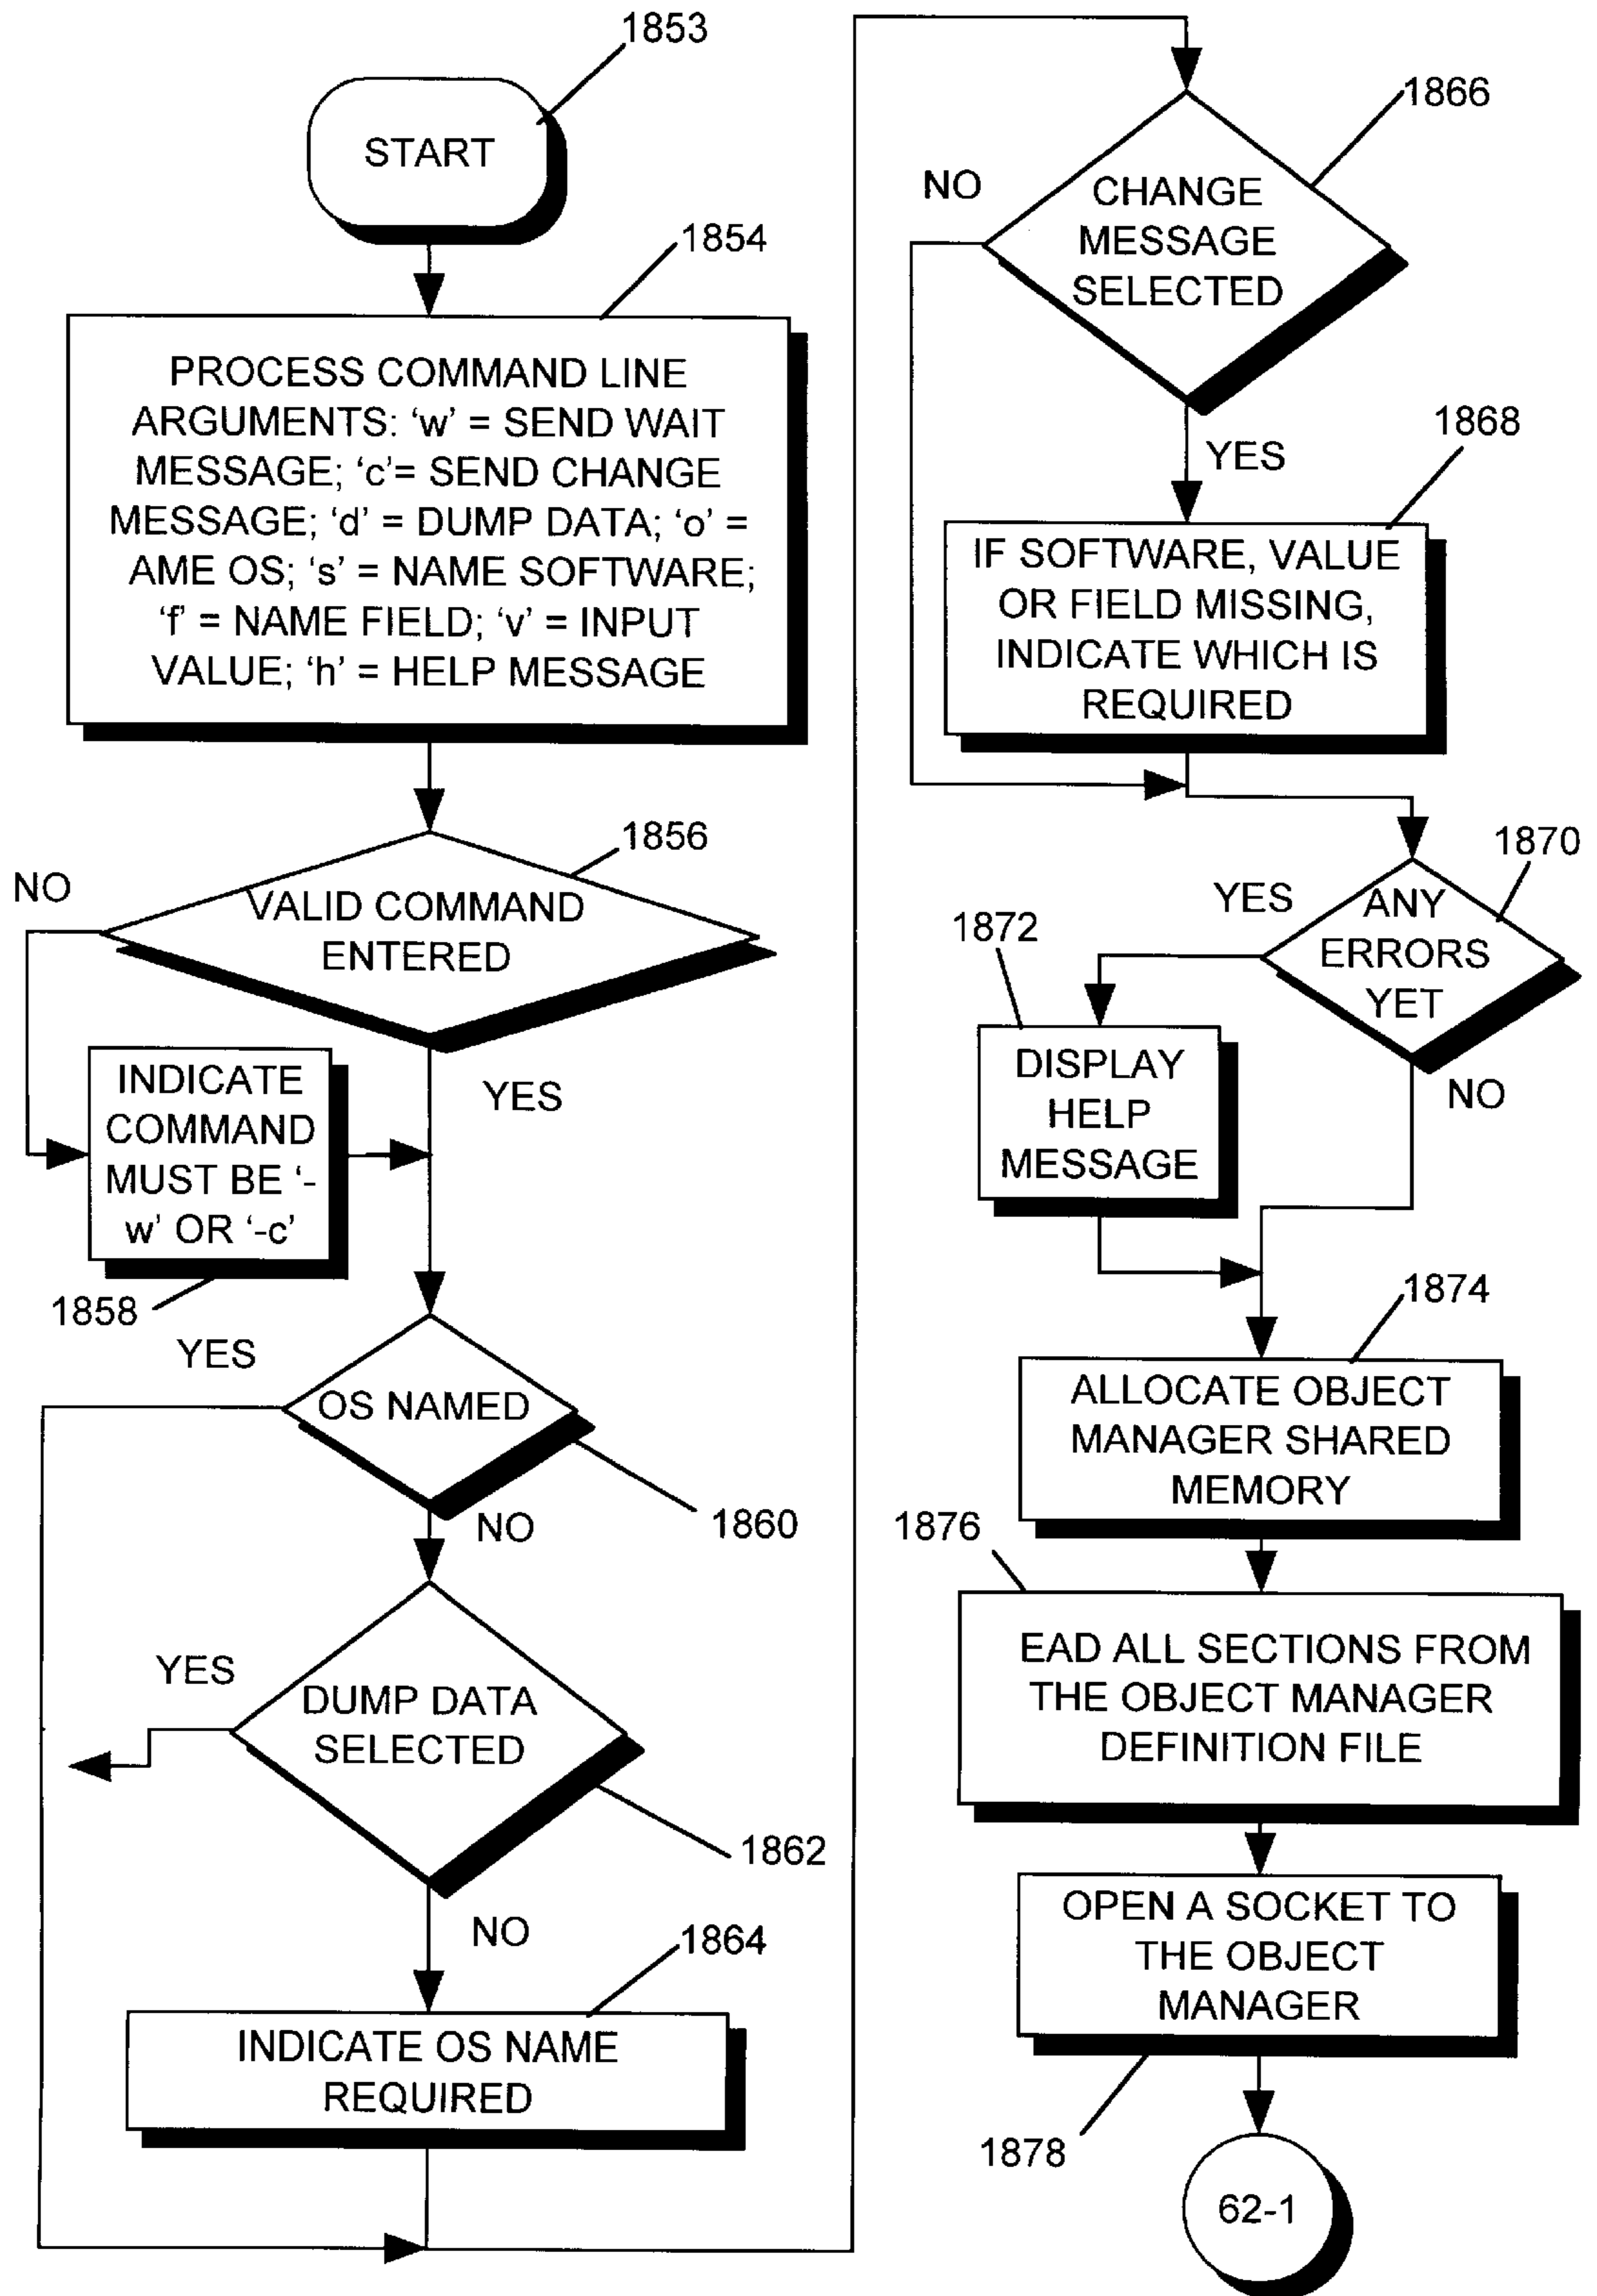 1853
START
1854
PROCESS COMMAND LINE
ARGUMENTS: ‘w’ = SEND WAIT
MESSAGE; ‘c’= SEND CHANGE
MESSAGE; ‘d’ = DUMP DATA; ‘o’ =
AME OS; ‘s’ = NAME SOFTWARE;
‘f’ = NAME FIELD; ‘v’ = INPUT
VALUE; ‘h’ = HELP MESSAGE
1856
NO
VALID COMMAND
ENTERED
YES
INDICATE
COMMAND
MUST BE ‘-
w’ OR ‘-c’
1858
YES
OS NAMED
1860
NO
YES
DUMP DATA
SELECTED
1862
NO
1864
INDICATE OS NAME
REQUIRED
1866
NO
CHANGE
MESSAGE
SELECTED
YES
1868
IF SOFTWARE, VALUE
OR FIELD MISSING,
INDICATE WHICH IS
REQUIRED
1870
YES
ANY
ERRORS
YET
1872
NO
DISPLAY
HELP
MESSAGE
1874
ALLOCATE OBJECT
MANAGER SHARED
MEMORY
1876
EAD ALL SECTIONS FROM
THE OBJECT MANAGER
DEFINITION FILE
OPEN A SOCKET TO
THE OBJECT
MANAGER
1878
62-1